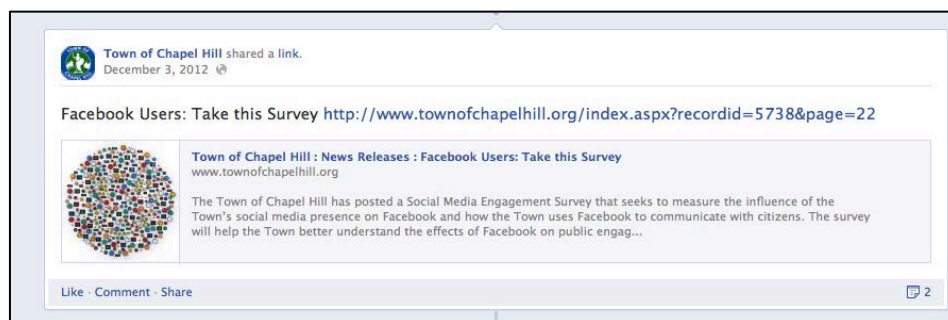 Town of Chapel Hill shared a link.
December 3, 2012
Facebook Users: Take this Survey http://www.townofchapelhill.org/index.aspx?recordid=5738&page=22
Town of Chapel Hill : News Releases : Facebook Users: Take this Survey
www.townofchapelhill.org
The Town of Chapel Hill has posted a Social Media Engagement Survey that seeks to measure the influence of the
Town's social media presence on Facebook and how the Town uses Facebook to communicate with citizens. The survey
will help the Town better understand the effects of Facebook on public engag...
Like · Comment · Share
2